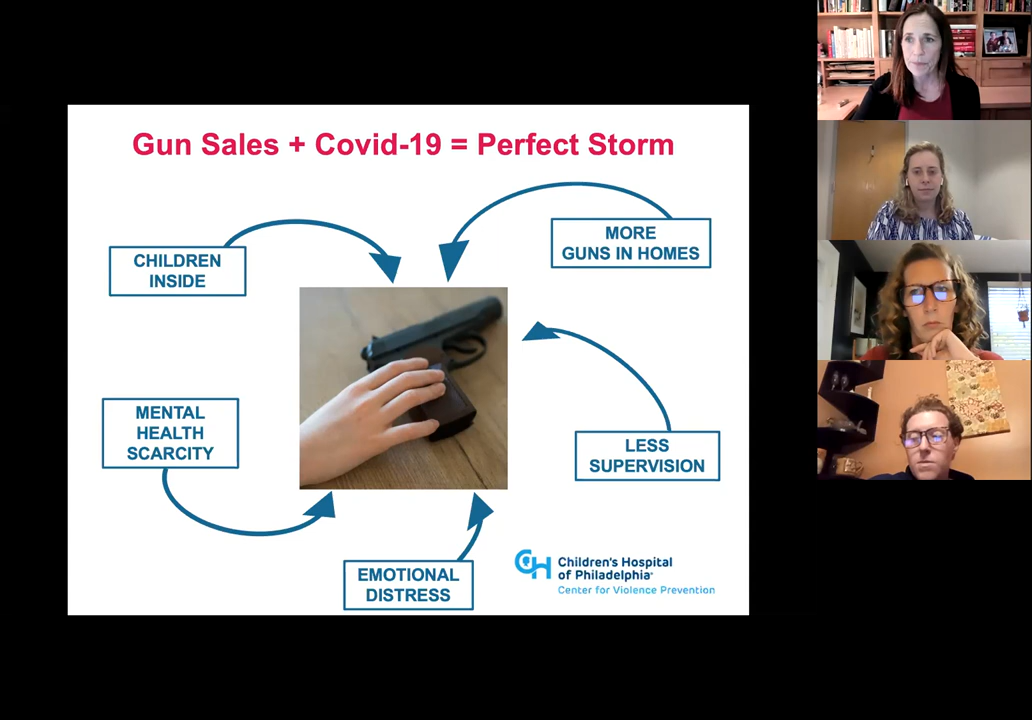 Gun Sales + Covid-19 = Perfect Storm
CHILDREN
INSIDE
MORE
GUNS IN HOMES
MENTAL
HEALTH
SCARCITY
LESS
SUPERVISION
EMOTIONAL
DISTRESS
CH
Children's Hospital
of Philadelphia
Center for Violence Prevention